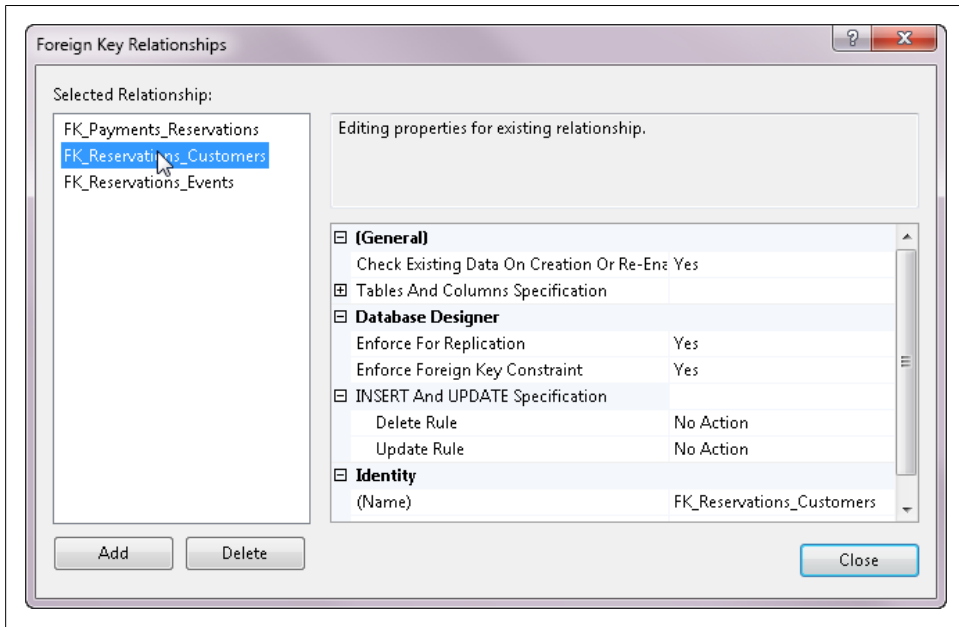 Foreign Key Relationships
Selected Relationship:
FK_Payments_Reservations
FK_Reservations_Customers
FK_Reservations_Events
Editing properties for existing relationship.
(General)
Check Existing Data On Creation Or Re-Ena Yes
Tables And Columns Specification
Database Designer
Enforce For Replication Yes
Enforce Foreign Key Constraint Yes
INSERT And UPDATE Specification
Delete Rule No Action
Update Rule No Action
Identity
(Name) FK_Reservations_Customers
Add Delete
Close